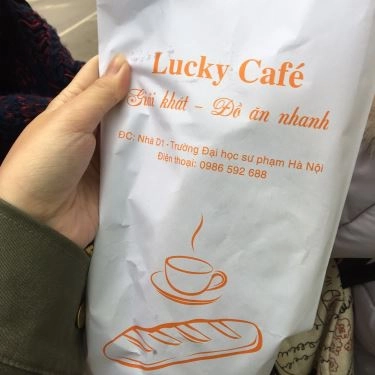 Lucky Café
Giải khát - Đồ ăn nhanh
ĐC: Nhà D1 - Trường Đại học sư phạm Hà Nội
Điện thoại: 0986 592 688